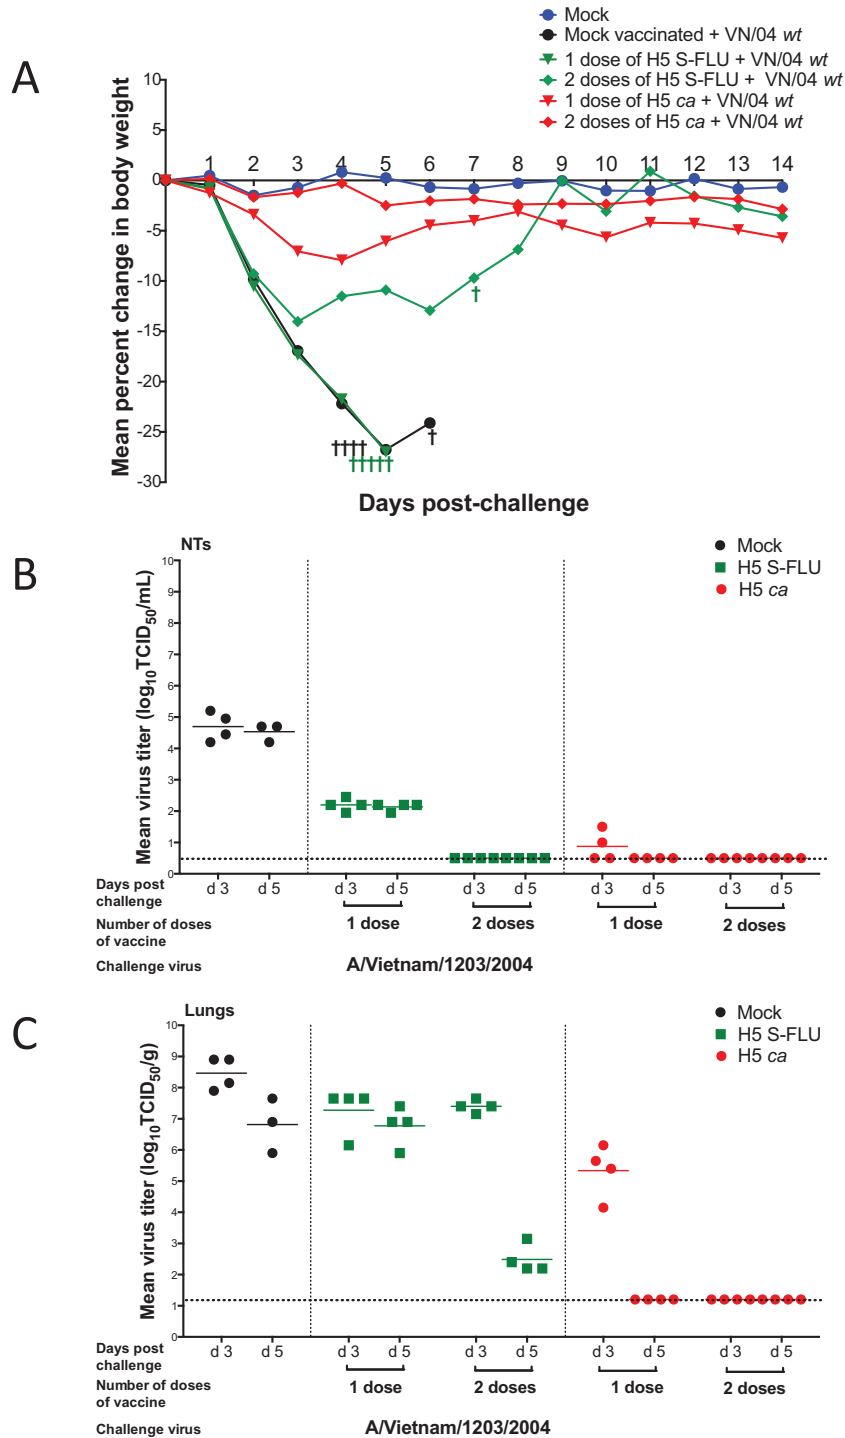 A
Mock
Mock vaccinated + VN/04 wt
1 dose of H5 S-FLU + VN/04 wt
2 doses of H5 S-FLU + VN/04 wt
1 dose of H5 ca + VN/04 wt
2 doses of H5 ca + VN/04 wt
Mean percent change in body weight
10
5
0
-5
-10
-15
-20
-25
-30
1 2 3 4 5 6 7 8 9 10 11 12 13 14
†
††††
†
†††††
Days post-challenge
B
NTs
Mock
H5 S-FLU
H5 ca
Mean virus titer (log10TCID50/mL)
10
9
8
7
6
5
4
3
2
1
0
Days post challenge
d 3 d 5 d 3 d 5 d 3 d 5 d 3 d 5 d 3 d 5
Number of doses of vaccine
1 dose 2 doses 1 dose 2 doses
Challenge virus
A/Vietnam/1203/2004
C
Lungs
Mock
H5 S-FLU
H5 ca
Mean virus titer (log10TCID50/g)
10
9
8
7
6
5
4
3
2
1
0
Days post challenge
d 3 d 5 d 3 d 5 d 3 d 5 d 3 d 5 d 3 d 5
Number of doses of vaccine
1 dose 2 doses 1 dose 2 doses
Challenge virus
A/Vietnam/1203/2004